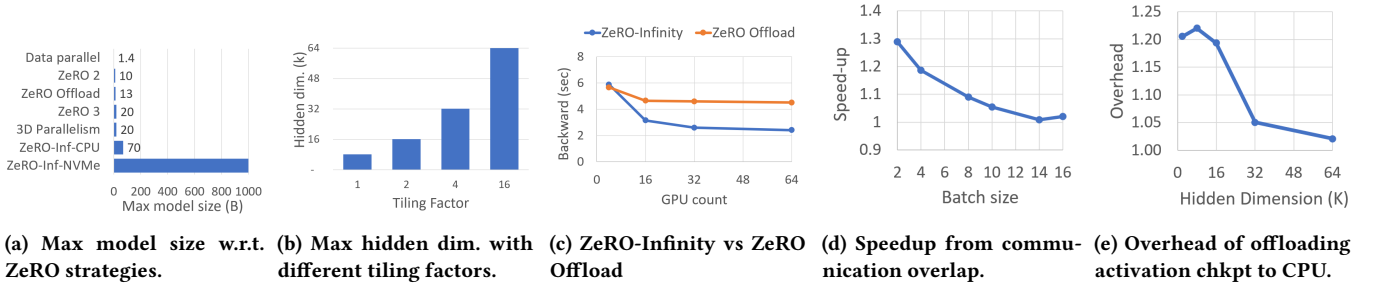 Data parallel 1.4
ZeRO 2 10
ZeRO Offload 13
ZeRO 3 20
3D Parallelism 20
ZeRO-Inf-CPU 70
ZeRO-Inf-NVMe
0 200 400 600 800 1000
Max model size (B)
(a) Max model size w.r.t.
ZeRO strategies.
Hidden dim. (k)
64
48
32
16
-
1 2 4 16
Tiling Factor
(b) Max hidden dim. with
different tiling factors.
ZeRO-Infinity ZeRO Offload
Backward (sec)
8
6
4
2
0
0 16 32 48 64
GPU count
(c) ZeRO-Infinity vs ZeRO
Offload
Speed-up
1.4
1.3
1.2
1.1
1
0.9
2 4 6 8 10 12 14 16
Batch size
(d) Speedup from commu-
nication overlap.
Overhead
1.25
1.20
1.15
1.10
1.05
1.00
0 16 32 48 64
Hidden Dimension (K)
(e) Overhead of offloading
activation chkpt to CPU.